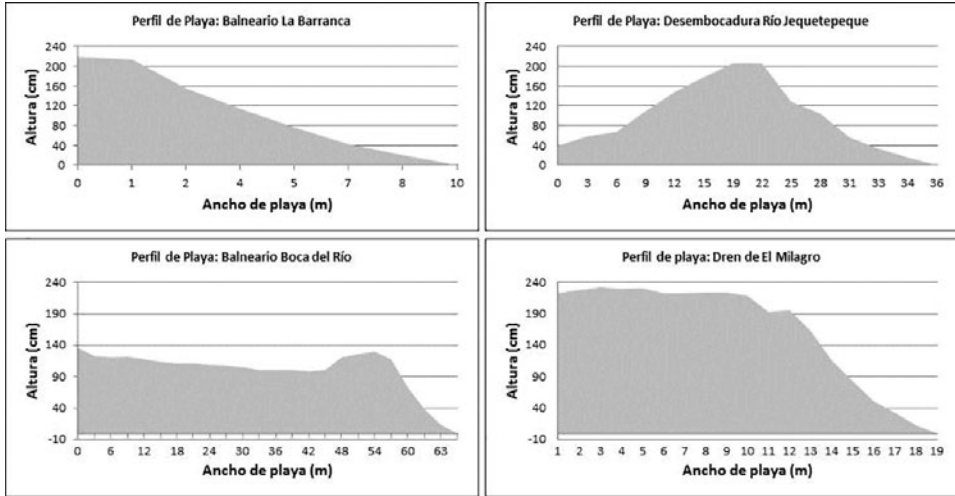 Perfil de Playa: Balneario La Barranca
Altura (cm)
240
200
160
120
80
40
0
0 1 2 4 5 7 8 10
Ancho de playa (m)
Perfil de Playa: Desembocadura Río Jequetepeque
Altura (cm)
240
200
160
120
80
40
0
0 3 6 9 12 15 19 22 25 28 31 33 34 36
Ancho de playa (m)
Perfil de Playa: Balneario Boca del Río
Altura (cm)
240
190
140
90
40
-10
0 6 12 18 24 30 36 42 48 54 60 63
Ancho de playa (m)
Perfil de playa: Dren de El Milagro
Altura (cm)
240
190
140
90
40
-10
1 2 3 4 5 6 7 8 9 10 11 12 13 14 15 16 17 18 19
Ancho de playa (m)